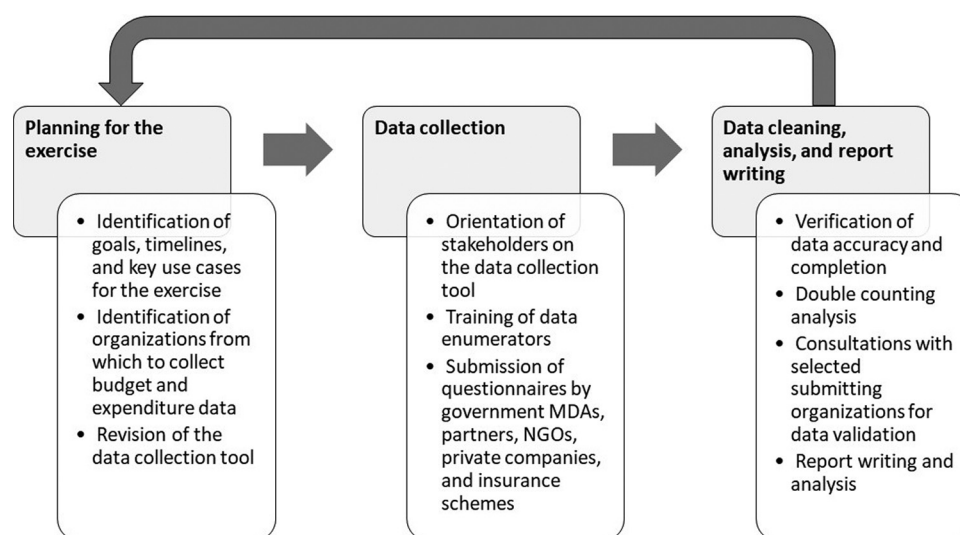 Planning for the
exercise
• Identification of
goals, timelines,
and key use cases
for the exercise
• Identification of
organizations from
which to collect
budget and
expenditure data
• Revision of the
data collection tool
Data collection
• Orientation of
stakeholders on
the data collection
tool
• Training of data
enumerators
• Submission of
questionnaires by
government MDAs,
partners, NGOs,
private companies,
and insurance
schemes
Data cleaning,
analysis, and report
writing
• Verification of
data accuracy and
completion
• Double counting
analysis
• Consultations with
selected
submitting
organizations for
data validation
• Report writing and
analysis